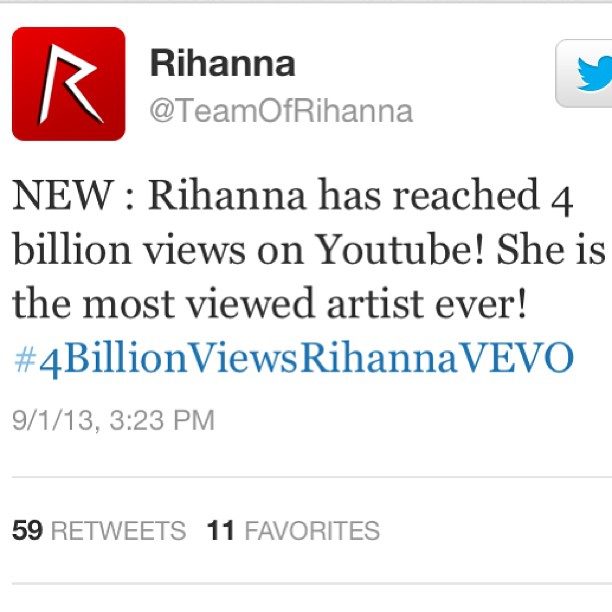 R
Rihanna
@TeamOfRihanna
NEW : Rihanna has reached 4
billion views on Youtube! She is
the most viewed artist ever!
#4BillionViewsRihannaVEVO
9/1/13, 3:23 PM
59 RETWEETS 11 FAVORITES